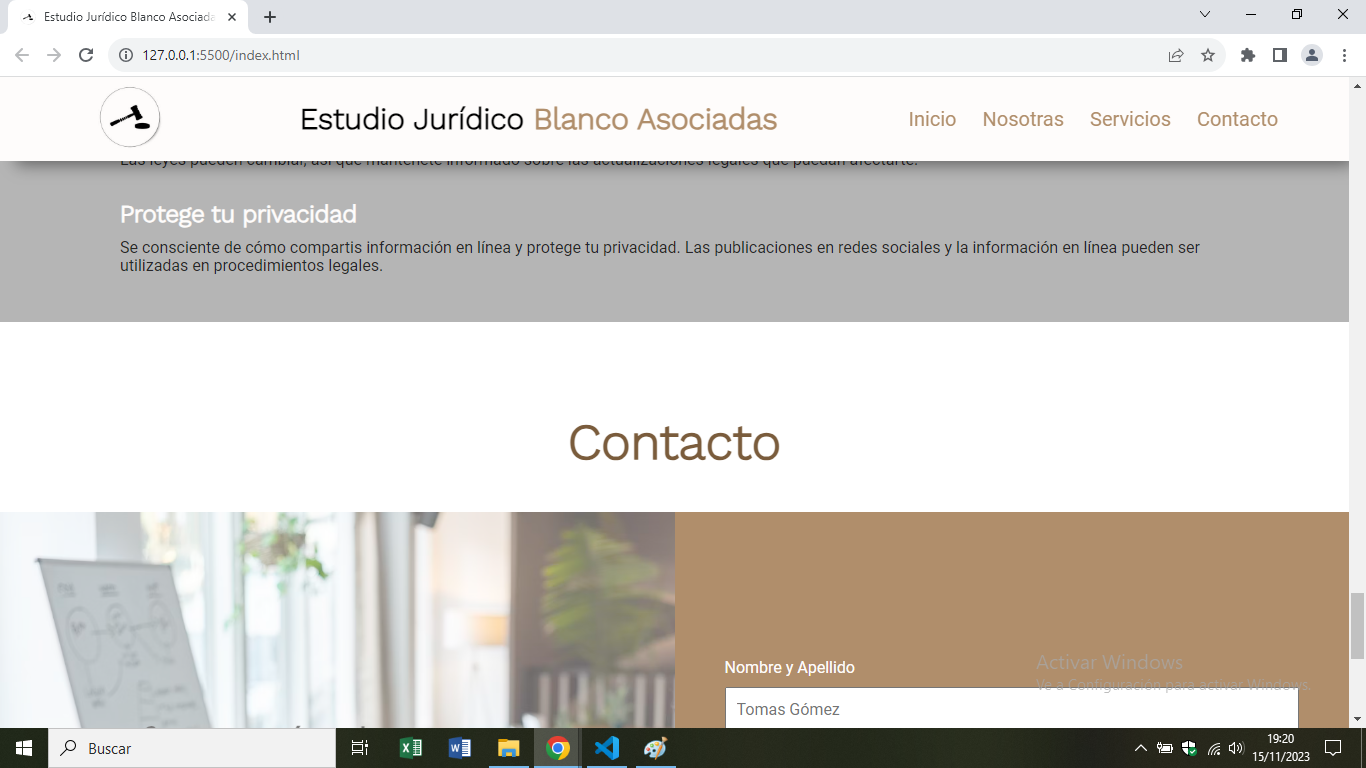 Estudio Jurídico Blanco Asociada
127.0.0.1:5500/index.html
Estudio Jurídico Blanco Asociadas
Inicio Nosotras Servicios Contacto
Las leyes pueden cambiar, así que mantenete informado sobre las actualizaciones legales que puedan afectarte.
Protege tu privacidad
Se consciente de cómo compartis información en línea y protege tu privacidad. Las publicaciones en redes sociales y la información en línea pueden ser
utilizadas en procedimientos legales.
Contacto
Nombre y Apellido
Activar Windows
Ve a Configuración para activar Windows.
Tomas Gómez
Buscar
19:20
15/11/2023